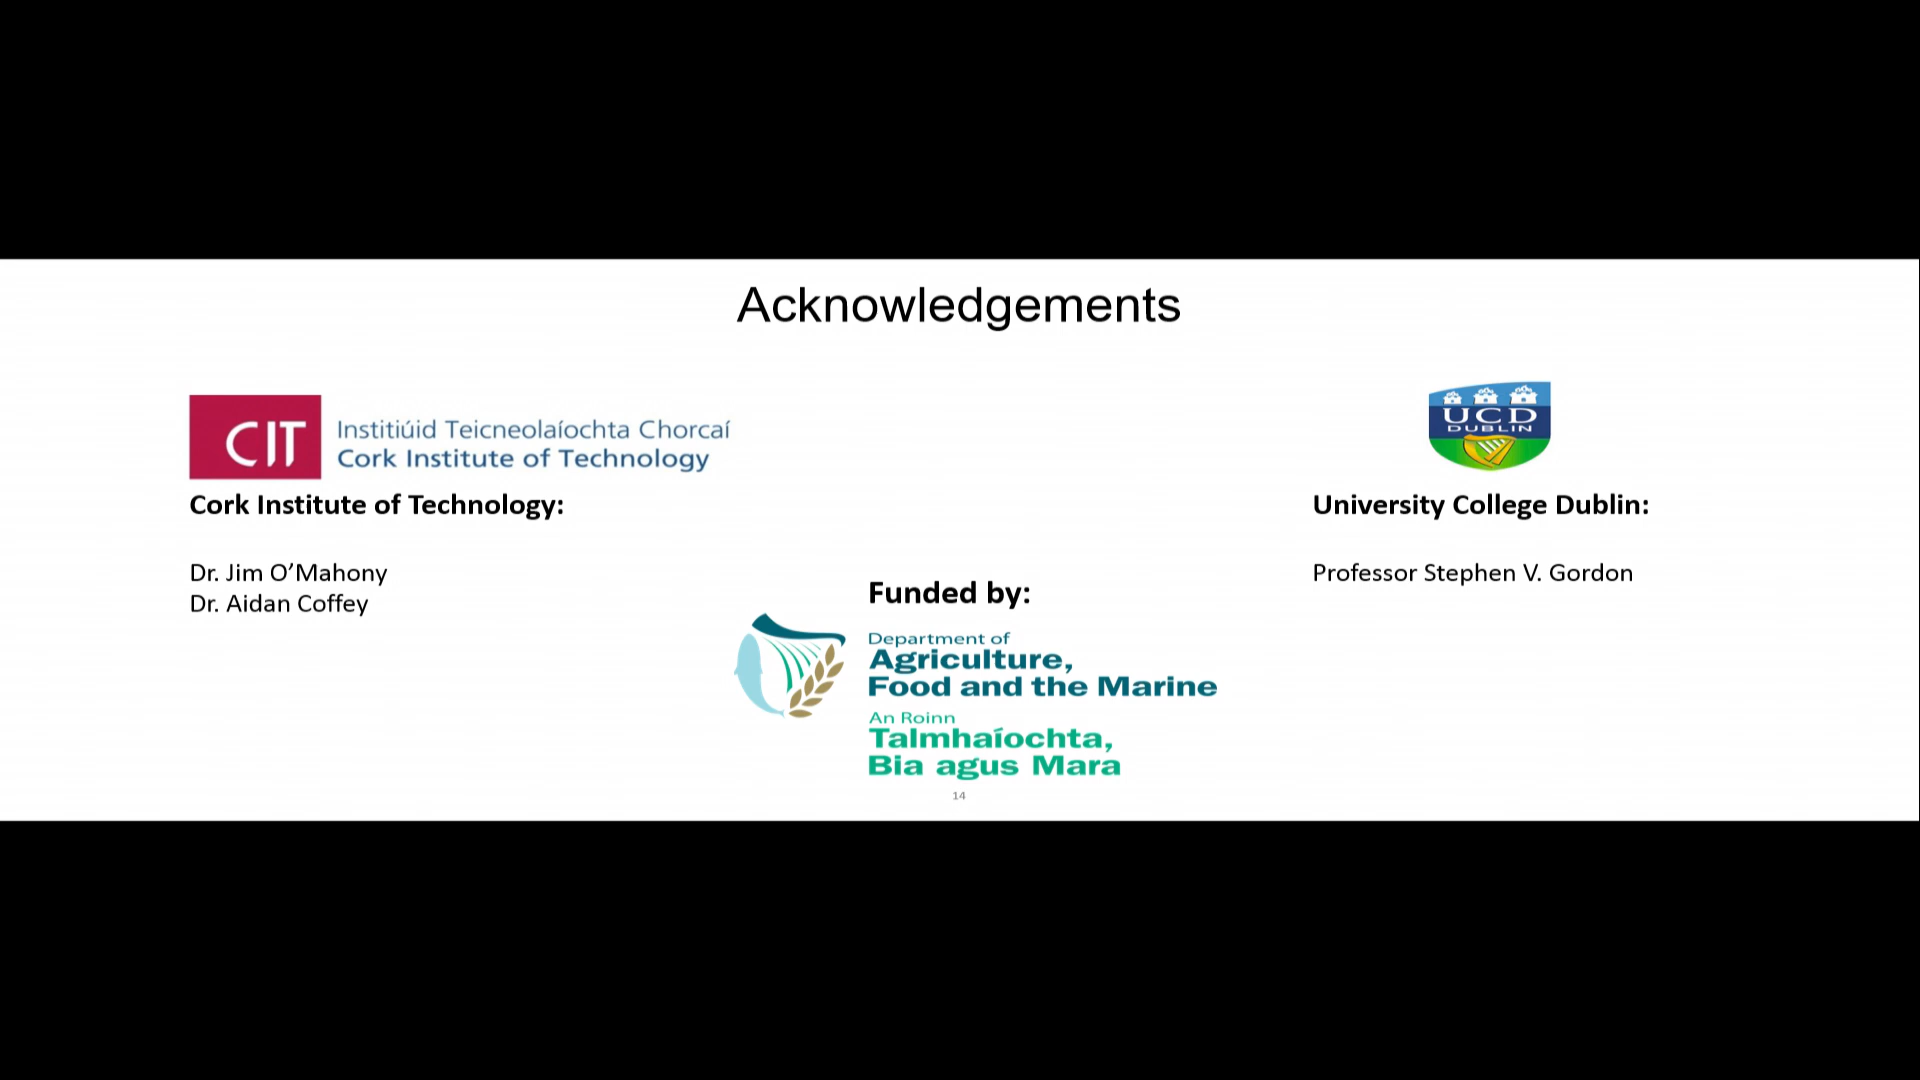 Acknowledgements
CIT
Institiúid Teicneolaíochta Chorcaí
Cork Institute of Technology
Cork Institute of Technology:
Dr. Jim O’Mahony
Dr. Aidan Coffey
UCD
DUBLIN
University College Dublin:
Professor Stephen V. Gordon
Funded by:
Department of
Agriculture,
Food and the Marine
An Roinn
Talmhaíochta,
Bia agus Mara
14